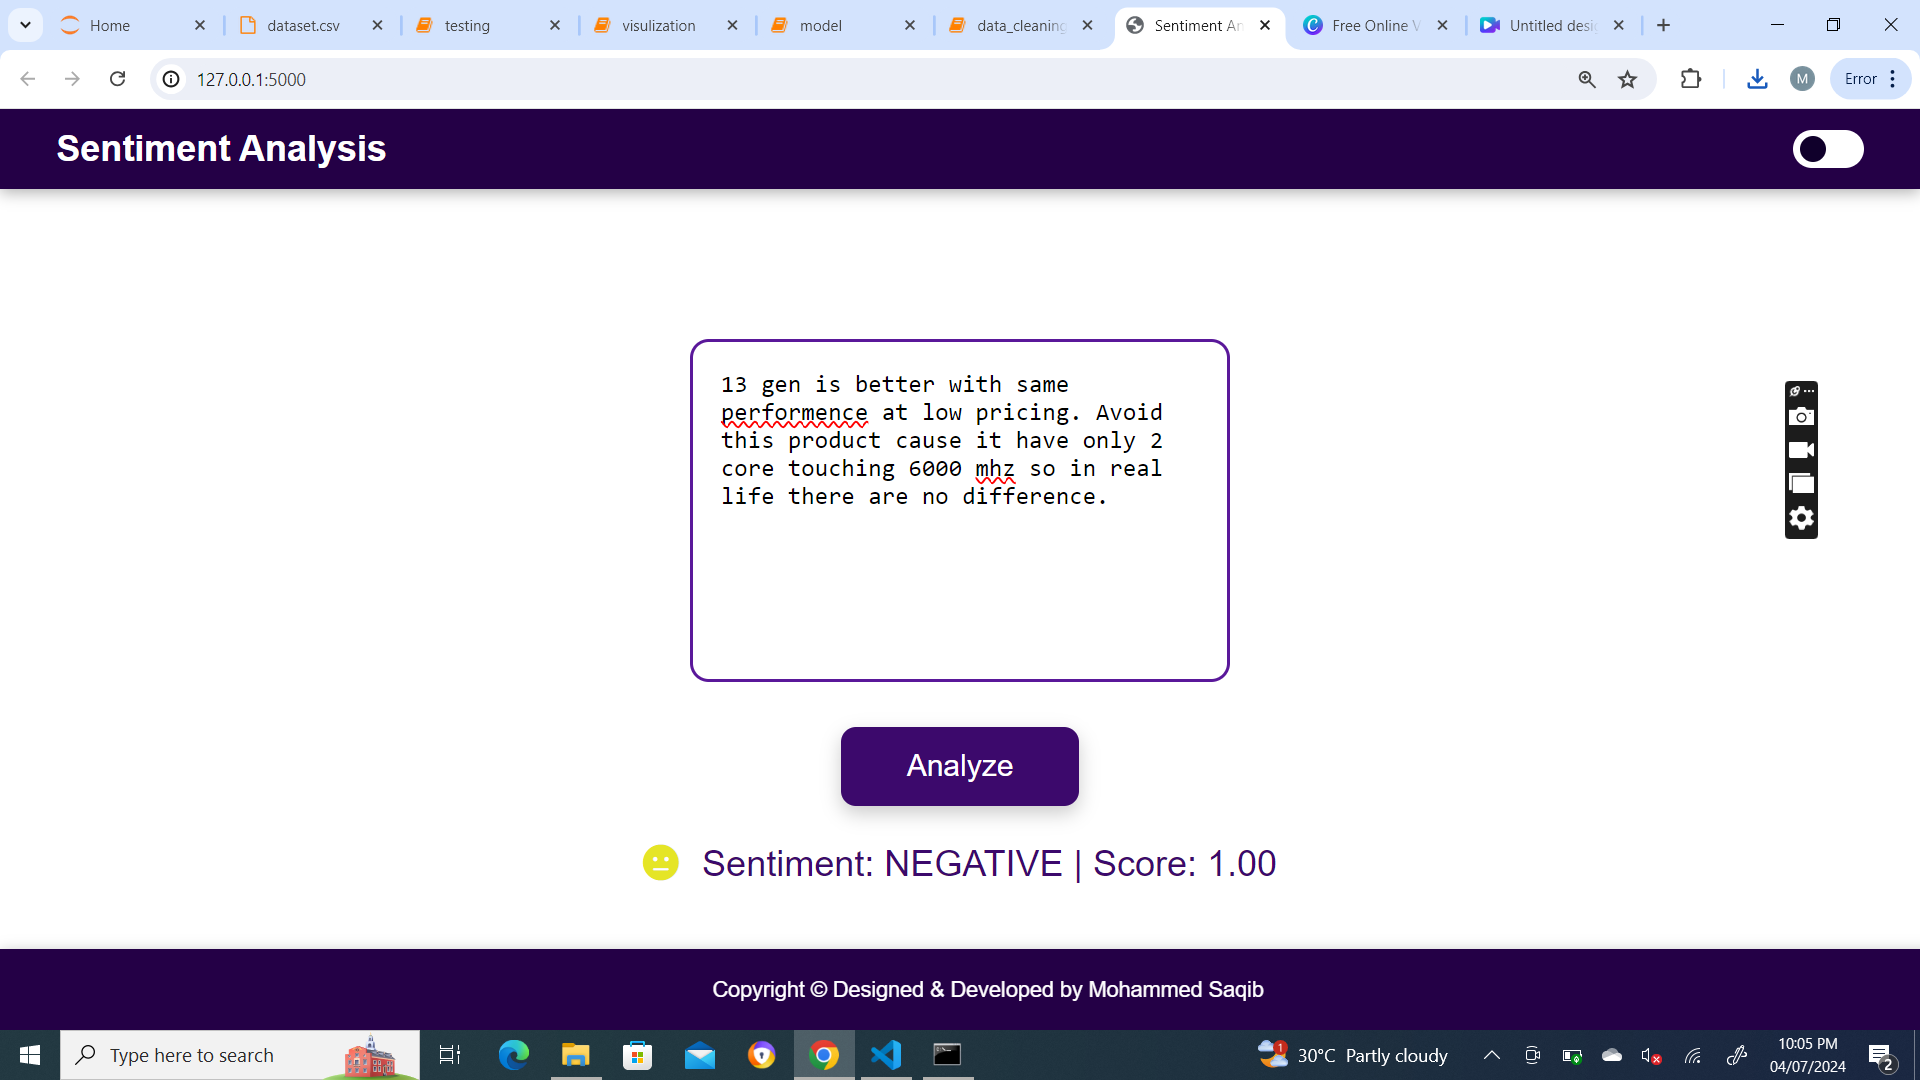 Home
dataset.csv
testing
visulization
model
data_cleaning
Sentiment An
Free Online V
Untitled desi
127.0.0.1:5000
M
Error
Sentiment Analysis
13 gen is better with same
performence at low pricing. Avoid
this product cause it have only 2
core touching 6000 mhz so in real
life there are no difference.
Analyze
Sentiment: NEGATIVE | Score: 1.00
Copyright © Designed & Developed by Mohammed Saqib
Type here to search
1
30°C Partly cloudy
10:05 PM
04/07/2024
2